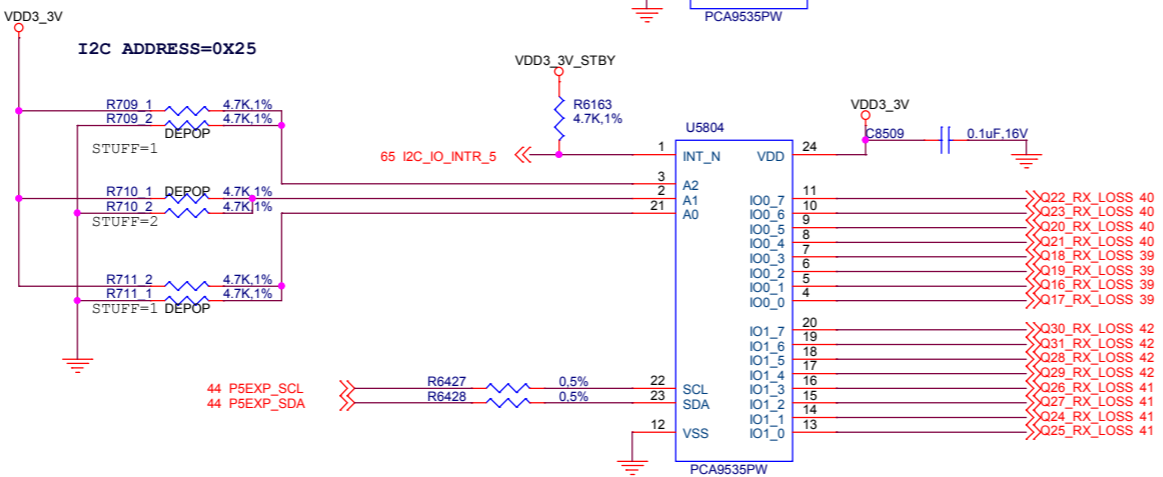 PCA9535PW
VDD3_3V
I2C ADDRESS=0X25
VDD3_3V_STBY
R6163
4.7K,1%
VDD3_3V
C8509
0.1uF,16V
R709_1 4.7K,1%
R709_2 4.7K,1%
DEPOP
STUFF=1
R710_1 DEPOP 4.7K,1%
R710_2 4.7K,1%
STUFF=2
R711_2 4.7K,1%
R711_1 4.7K,1%
STUFF=1 DEPOP
65 I2C_IO_INTR_5
44 P5EXP_SCL
44 P5EXP_SDA
R6427 0,5%
R6428 0,5%
U5804
1 INT_N
3 A2
2 A1
21 A0
22 SCL
23 SDA
12 VSS
VDD 24
IO0_7 11 Q22_RX_LOSS 40
IO0_6 10 Q23_RX_LOSS 40
IO0_5 9 Q20_RX_LOSS 40
IO0_4 8 Q21_RX_LOSS 40
IO0_3 7 Q18_RX_LOSS 39
IO0_2 6 Q19_RX_LOSS 39
IO0_1 5 Q16_RX_LOSS 39
IO0_0 4 Q17_RX_LOSS 39
IO1_7 20 Q30_RX_LOSS 42
IO1_6 19 Q31_RX_LOSS 42
IO1_5 18 Q28_RX_LOSS 42
IO1_4 17 Q29_RX_LOSS 42
IO1_3 16 Q26_RX_LOSS 41
IO1_2 15 Q27_RX_LOSS 41
IO1_1 14 Q24_RX_LOSS 41
IO1_0 13 Q25_RX_LOSS 41
PCA9535PW